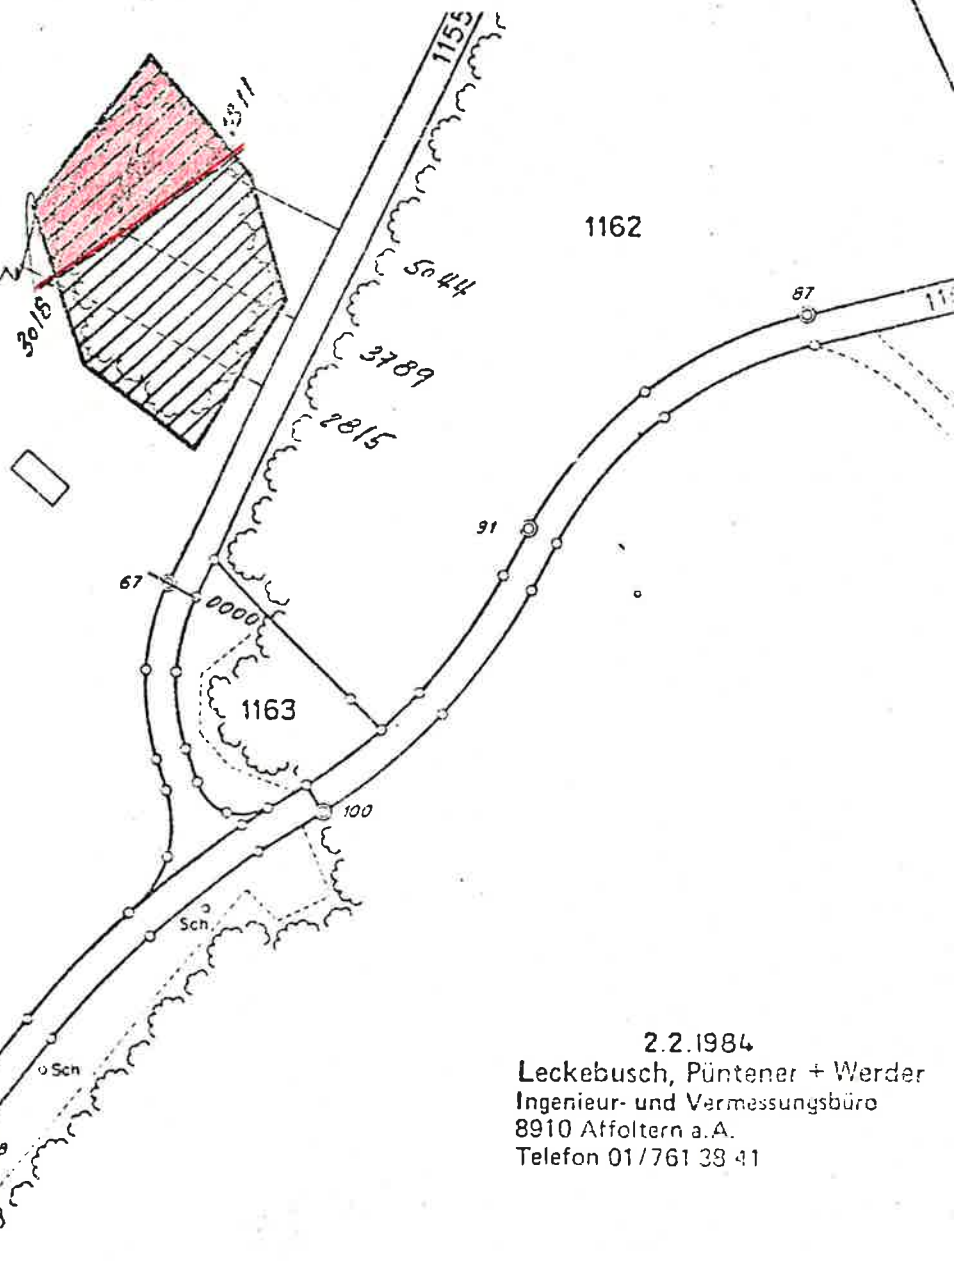 1155
3811
1162
5044
87
3018
3789
2815
91
67
0000
1163
100
Sch.
Sch
2.2.1984
Leckebusch, Püntener + Werder
Ingenieur- und Vermessungsbüro
8910 Affoltern a.A.
Telefon 01/761 38 41